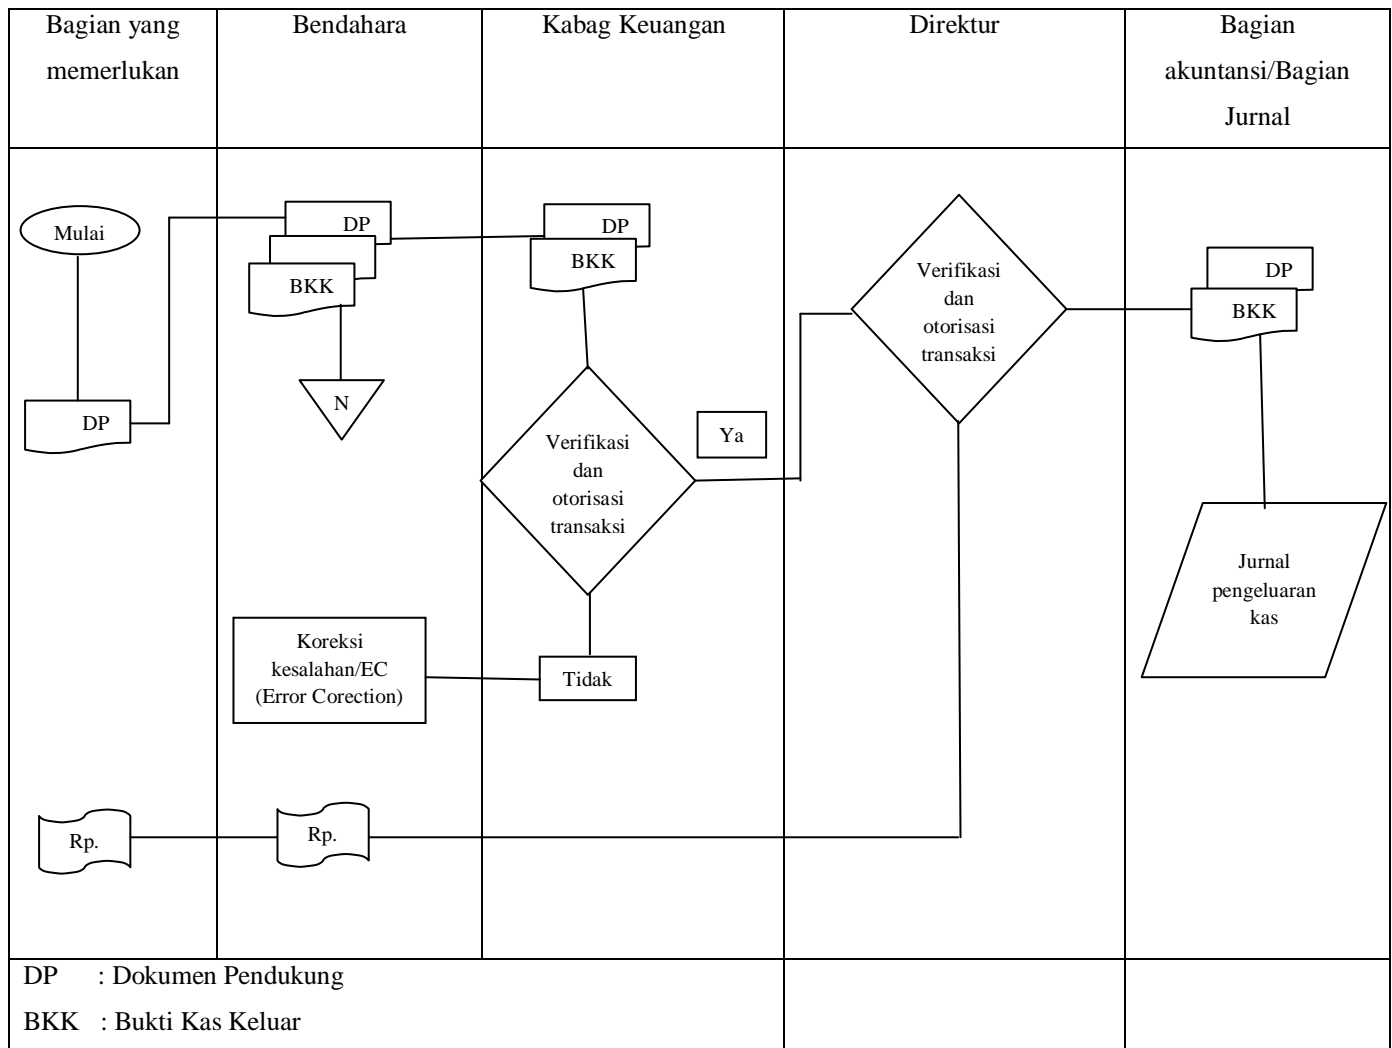 Bagian yang
memerlukan
Bendahara
Kabag Keuangan
Direktur
Bagian
akuntansi/Bagian
Jurnal
Mulai
DP
DP
BKK
N
Koreksi
kesalahan/EC
(Error Corection)
Rp.
Rp.
DP
BKK
Verifikasi
dan
otorisasi
transaksi
Ya
Tidak
Verifikasi
dan
otorisasi
transaksi
DP
BKK
Jurnal
pengeluaran
kas
DP : Dokumen Pendukung
BKK : Bukti Kas Keluar